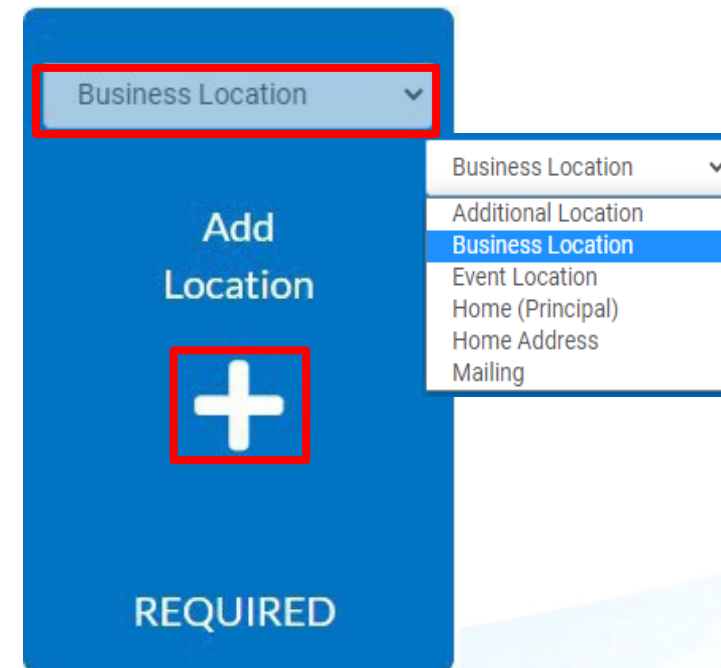 Business Location
Add
Location
REQUIRED
Business Location
Additional Location
Business Location
Event Location
Home (Principal)
Home Address
Mailing